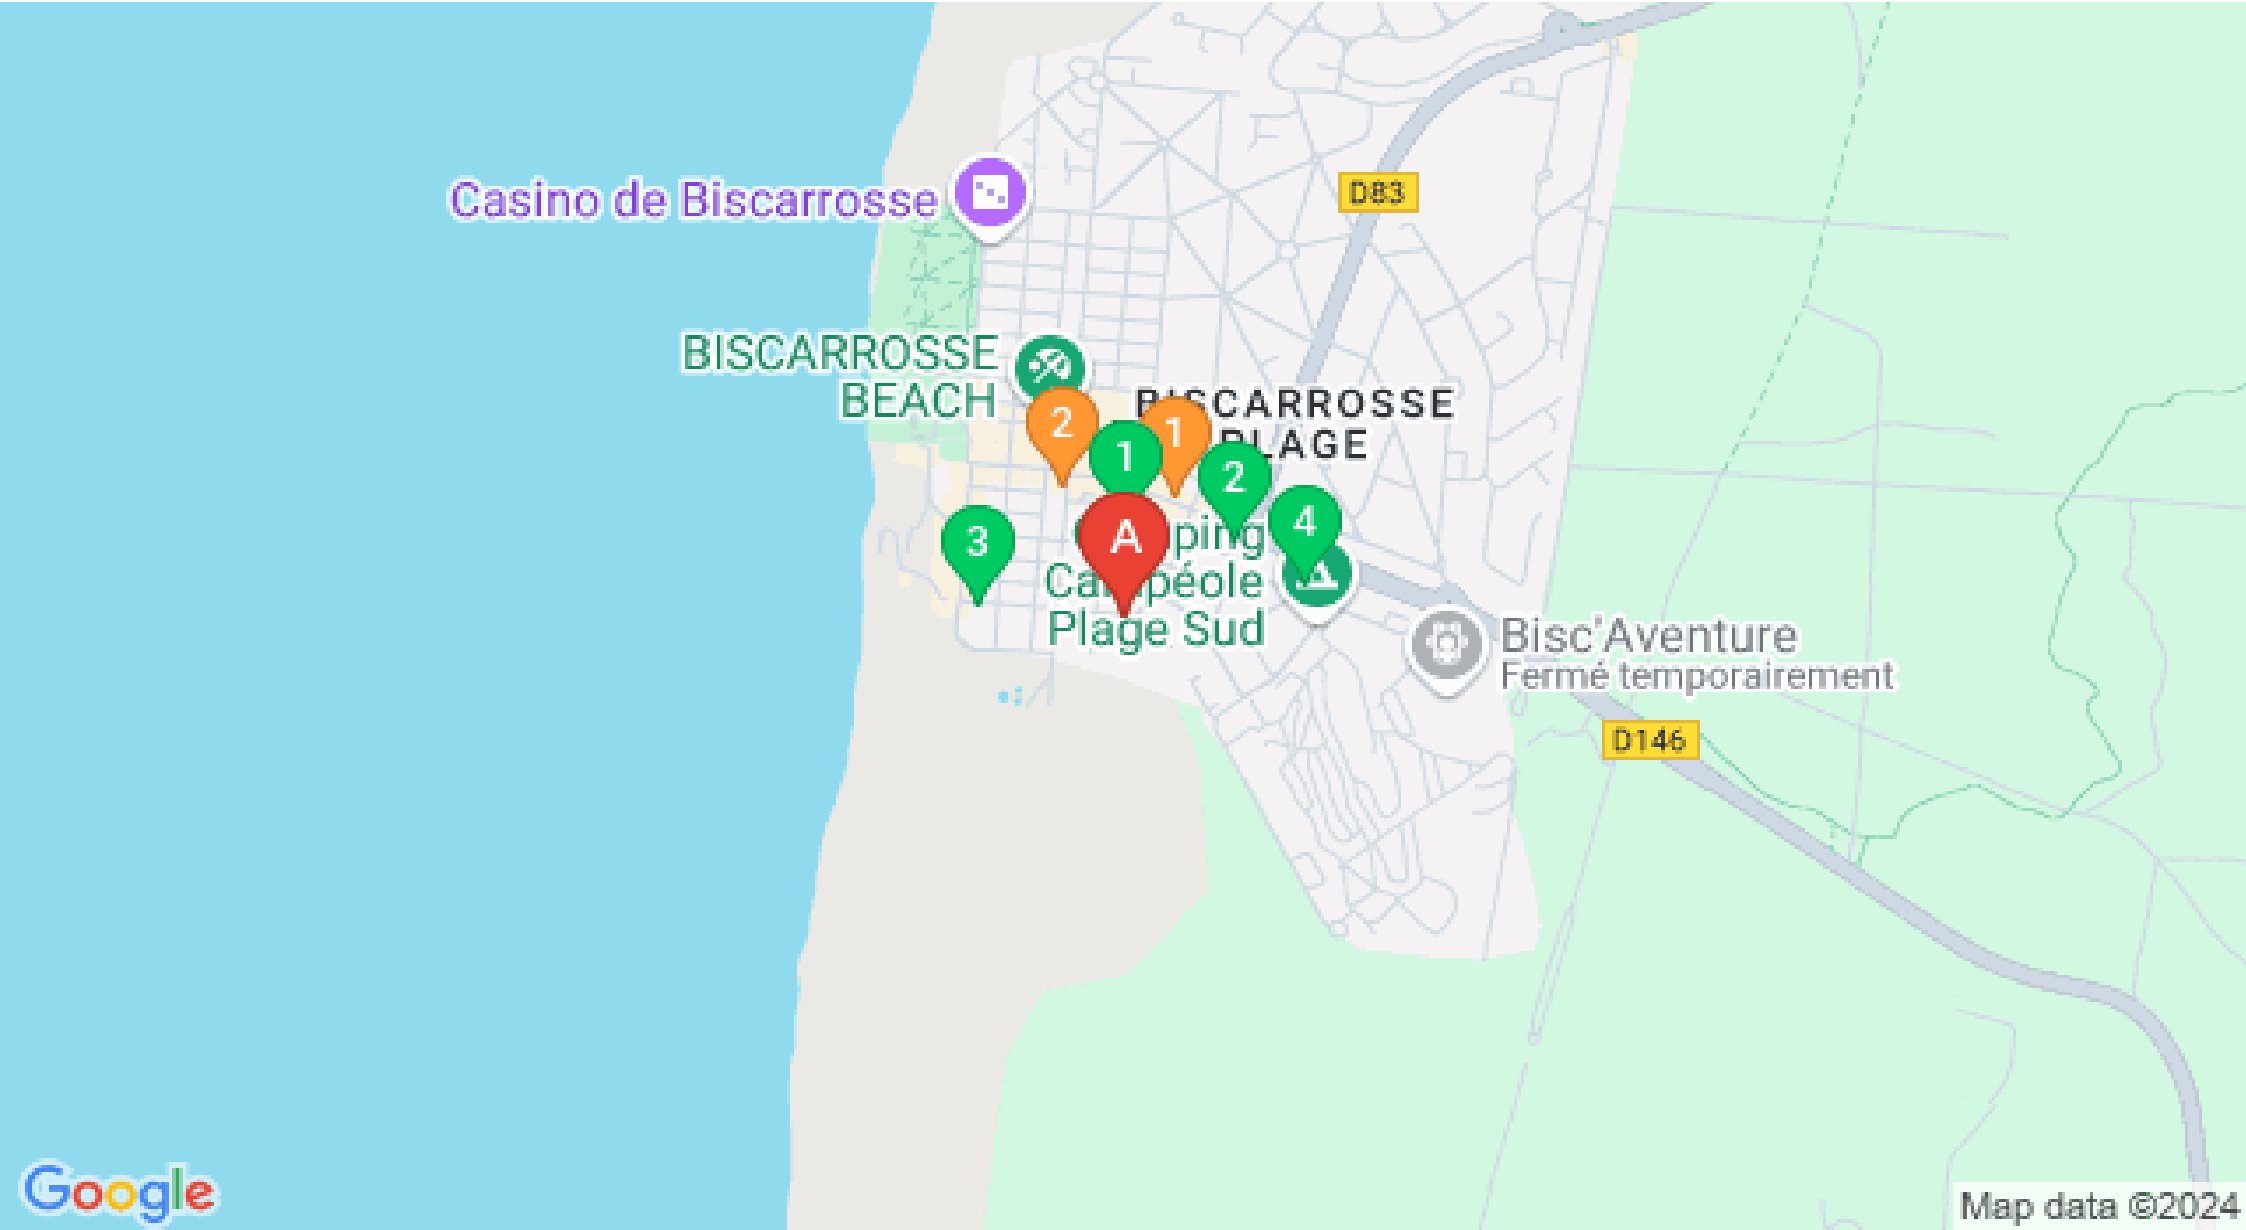 Casino de Biscarrosse
D83
BISCARROSSE
BEACH
BISCARROSSE
PLAGE
2
1
1
2
4
3
A
ping
Campéole
Plage Sud
Bisc'Aventure
Fermé temporairement
D146
Google
Map data ©2024